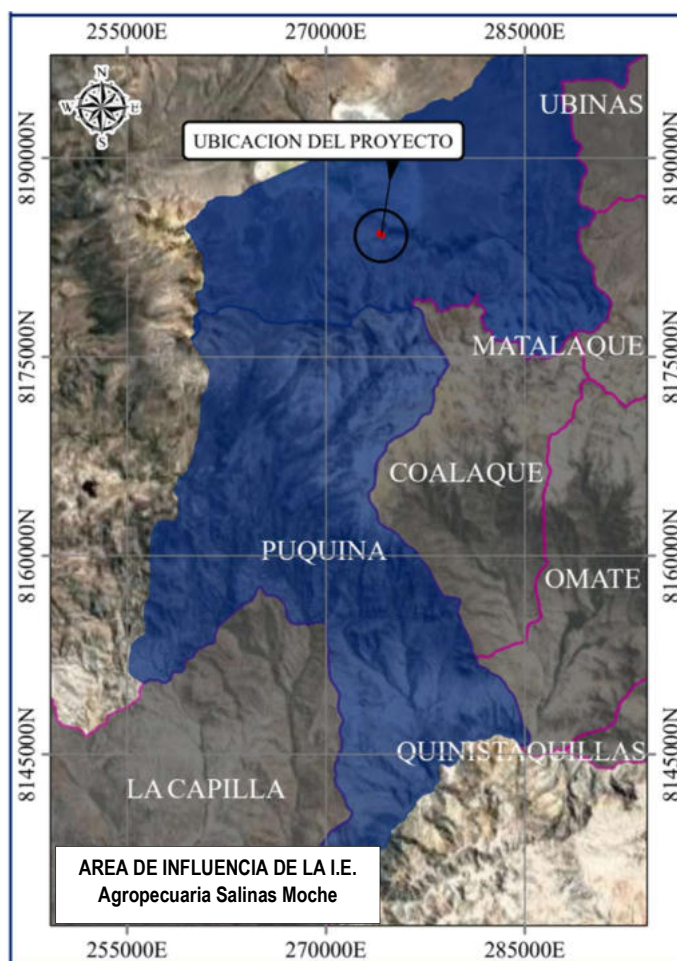 255000E 270000E 285000E
N
W E
S
UBINAS
UBICACION DEL PROYECTO
8190000N 8190000N
MATALAQUE
8175000N 8175000N
COALAQUE
PUQUINA
8160000N 8160000N
OMATE
QUINISTAQUILLAS
8145000N 8145000N
LA CAPILLA
AREA DE INFLUENCIA DE LA I.E.
Agropecuaria Salinas Moche
255000E 270000E 285000E